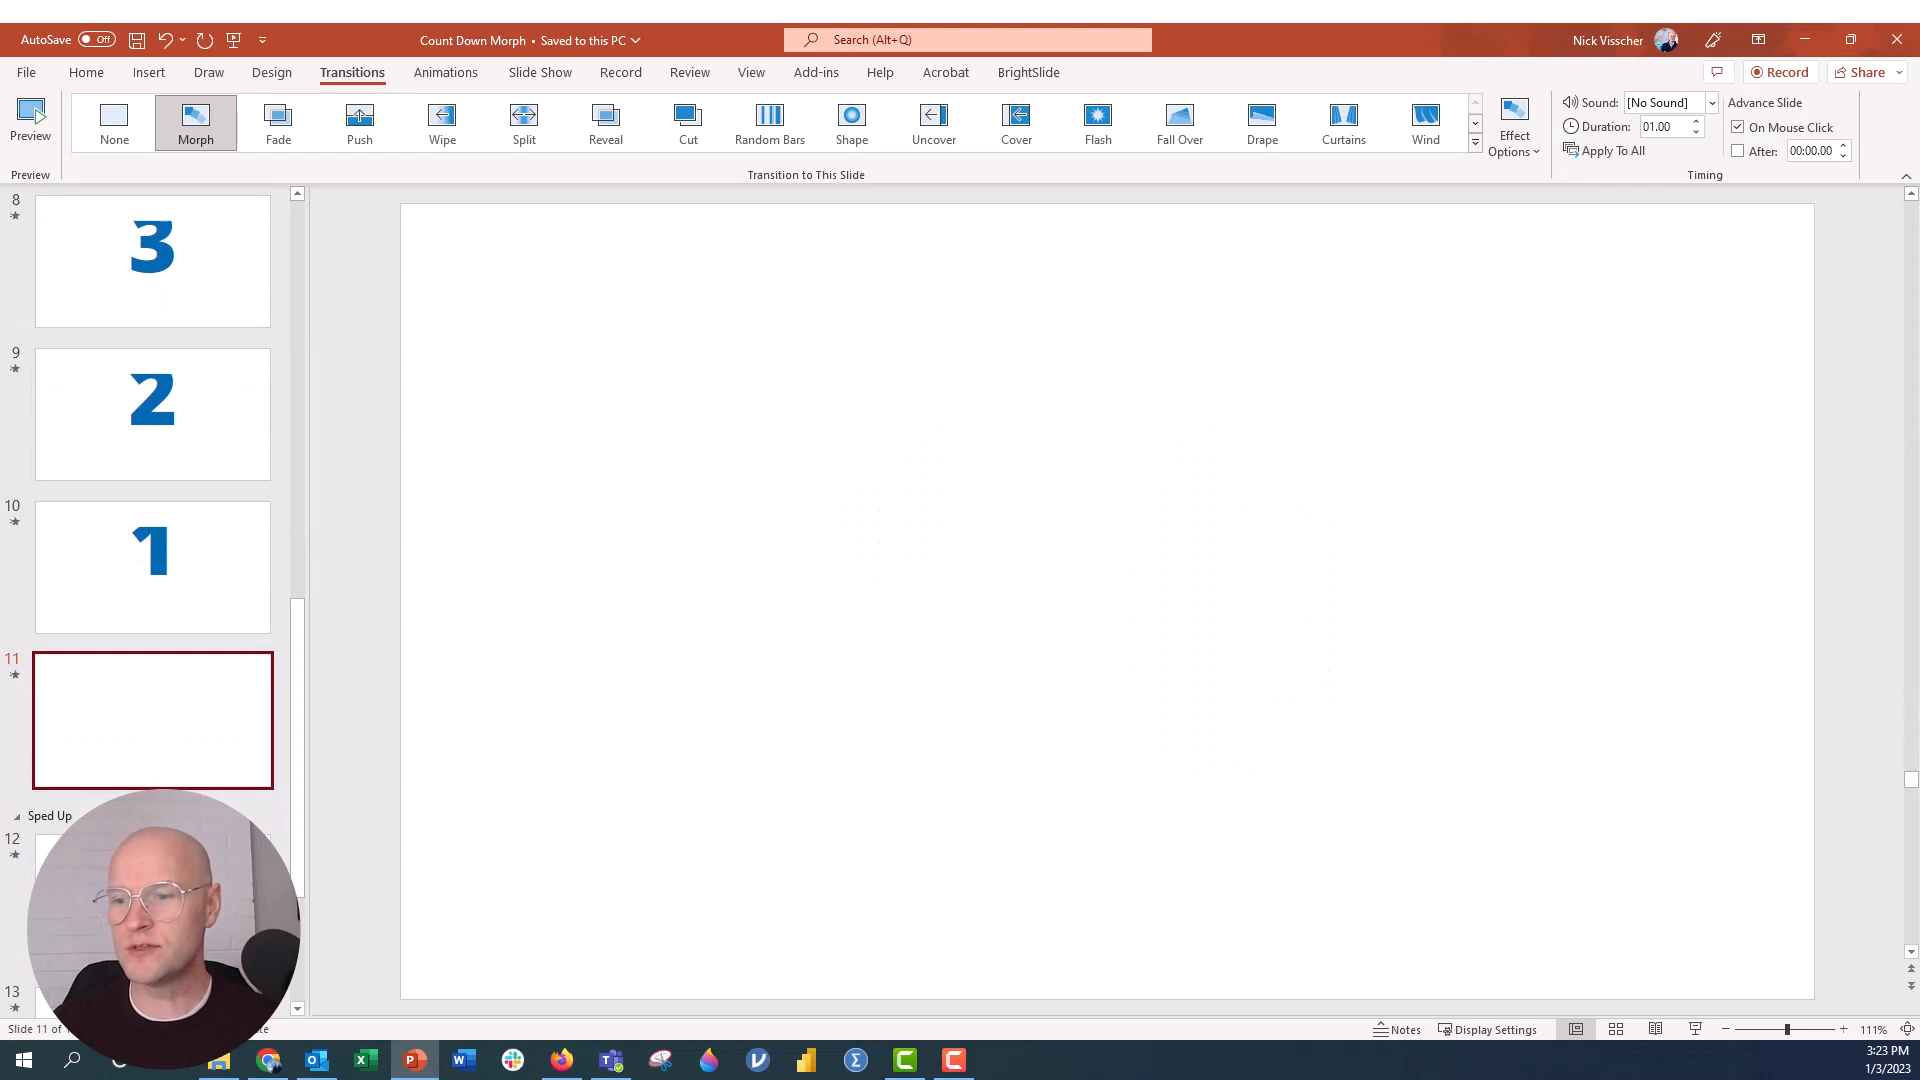 AutoSave Off
Count Down Morph • Saved to this PC
Search (Alt+Q)
Nick Visscher
File Home Insert Draw Design Transitions Animations Slide Show Record Review View Add-ins Help Acrobat BrightSlide
Record Share
Preview
None Morph Fade Push Wipe Split Reveal Cut Random Bars Shape Uncover Cover Flash Fall Over Drape Curtains Wind
Effect
Options
Sound: [No Sound]
Duration: 01.00
Apply To All
Advance Slide
On Mouse Click
After: 00:00.00
Preview
Transition to This Slide
Timing
8
3
9
2
10
1
11
Sped Up
12
13
Slide 11 of
Notes Display Settings 111%
3:23 PM
1/3/2023